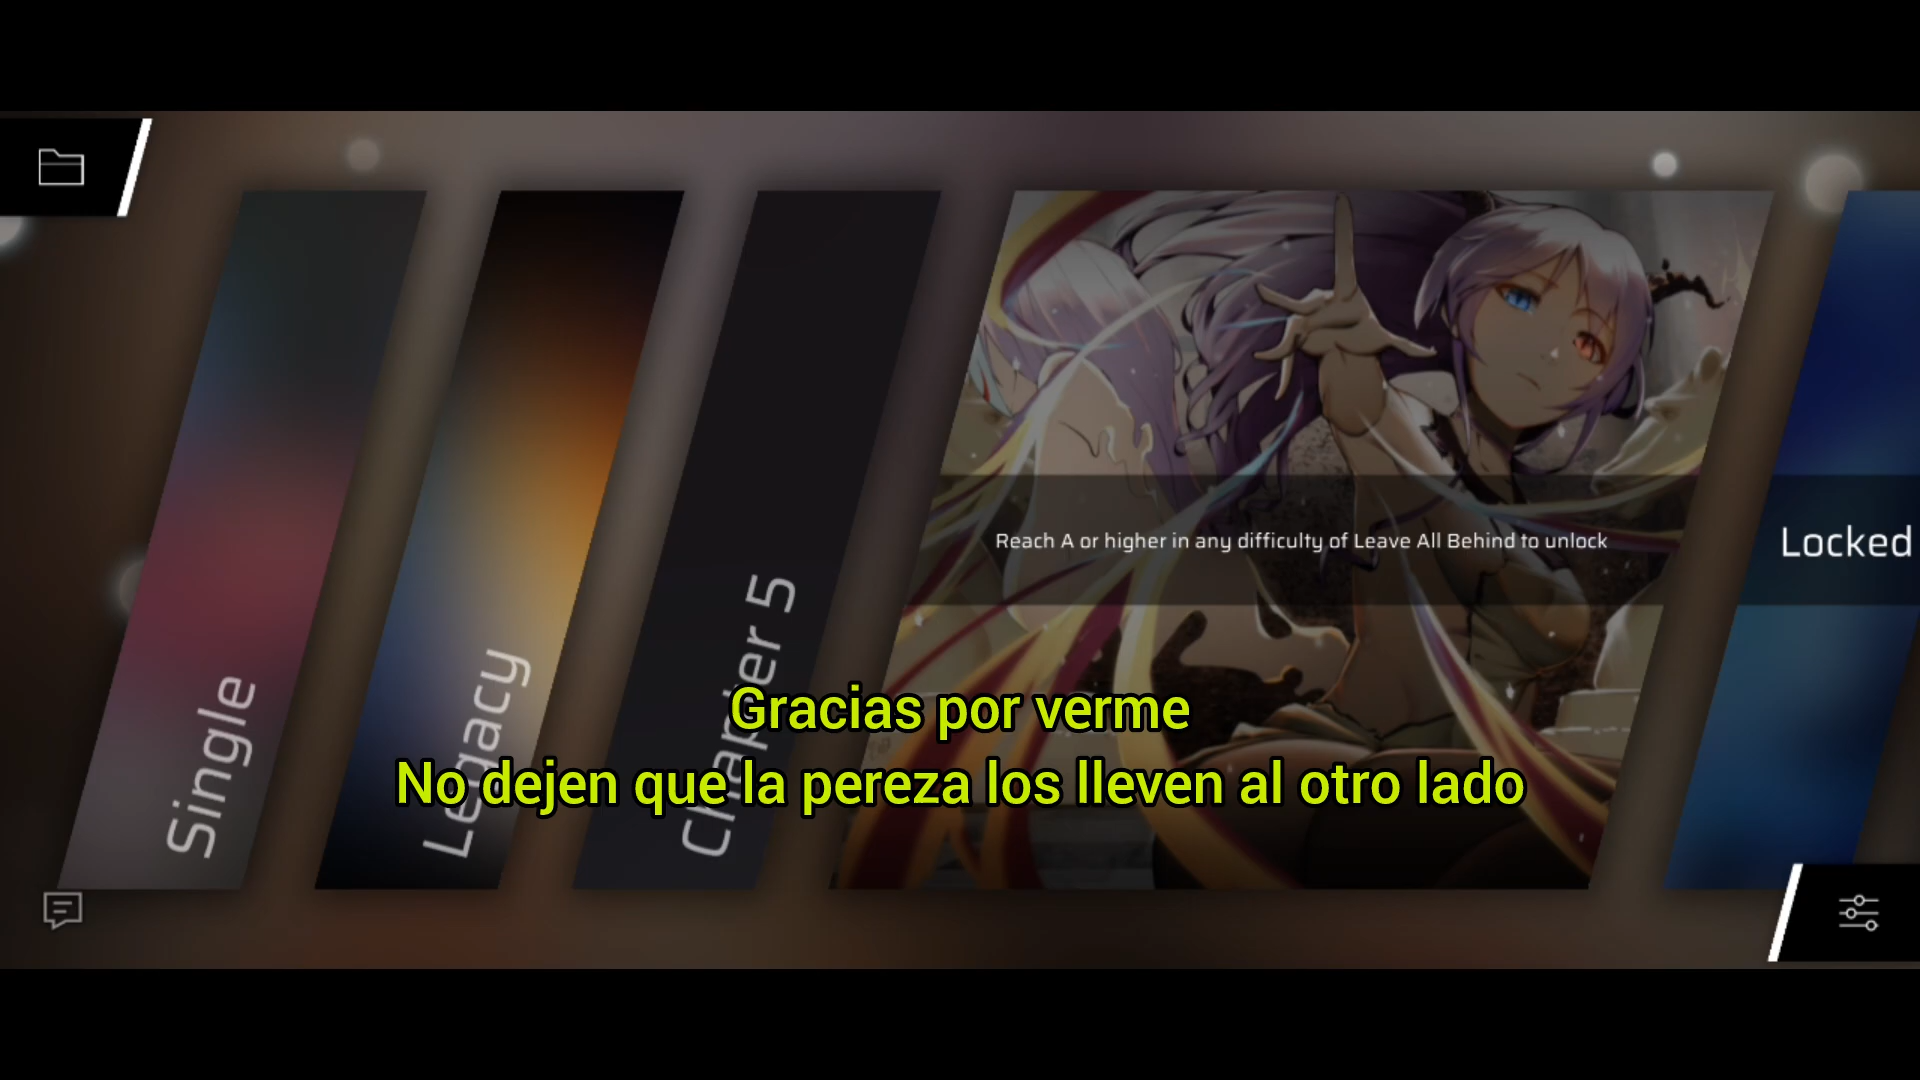 Reach A or higher in any difficulty of Leave All Behind to unlock
Locked
Single
Legacy
Chapter 5
Gracias por verme
No dejen que la pereza los lleven al otro lado